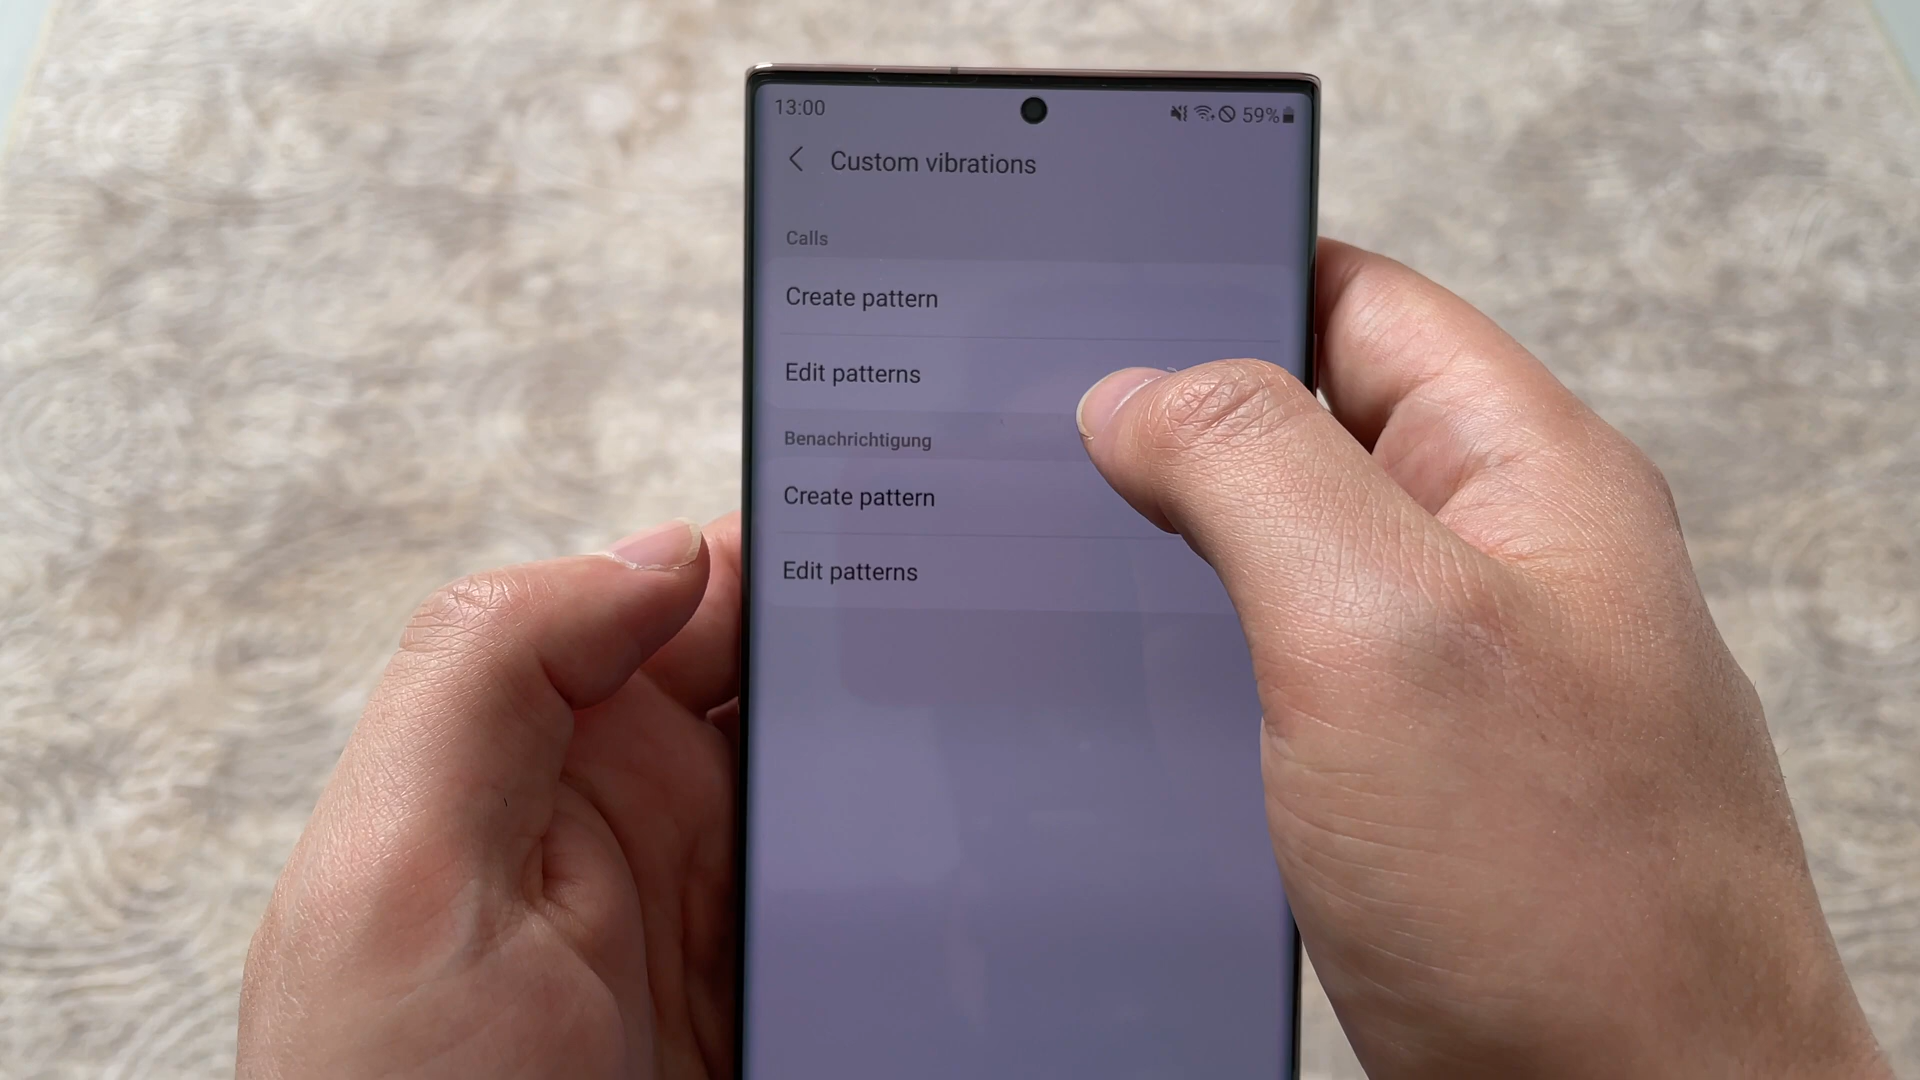 13:00
59%
Custom vibrations
Calls
Create pattern
Edit patterns
Benachrichtigung
Create pattern
Edit patterns